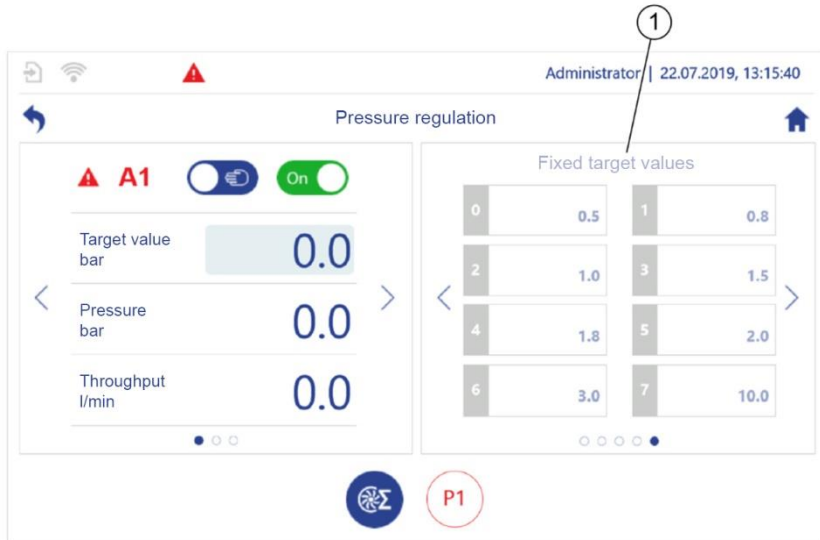 1
Administrator | 22.07.2019, 13:15:40
Pressure regulation
A1
On
Target value
bar
0.0
Pressure
bar
0.0
Throughput
l/min
0.0
Fixed target values
0 0.5 1 0.8
2 1.0 3 1.5
4 1.8 5 2.0
6 3.0 7 10.0
Σ P1